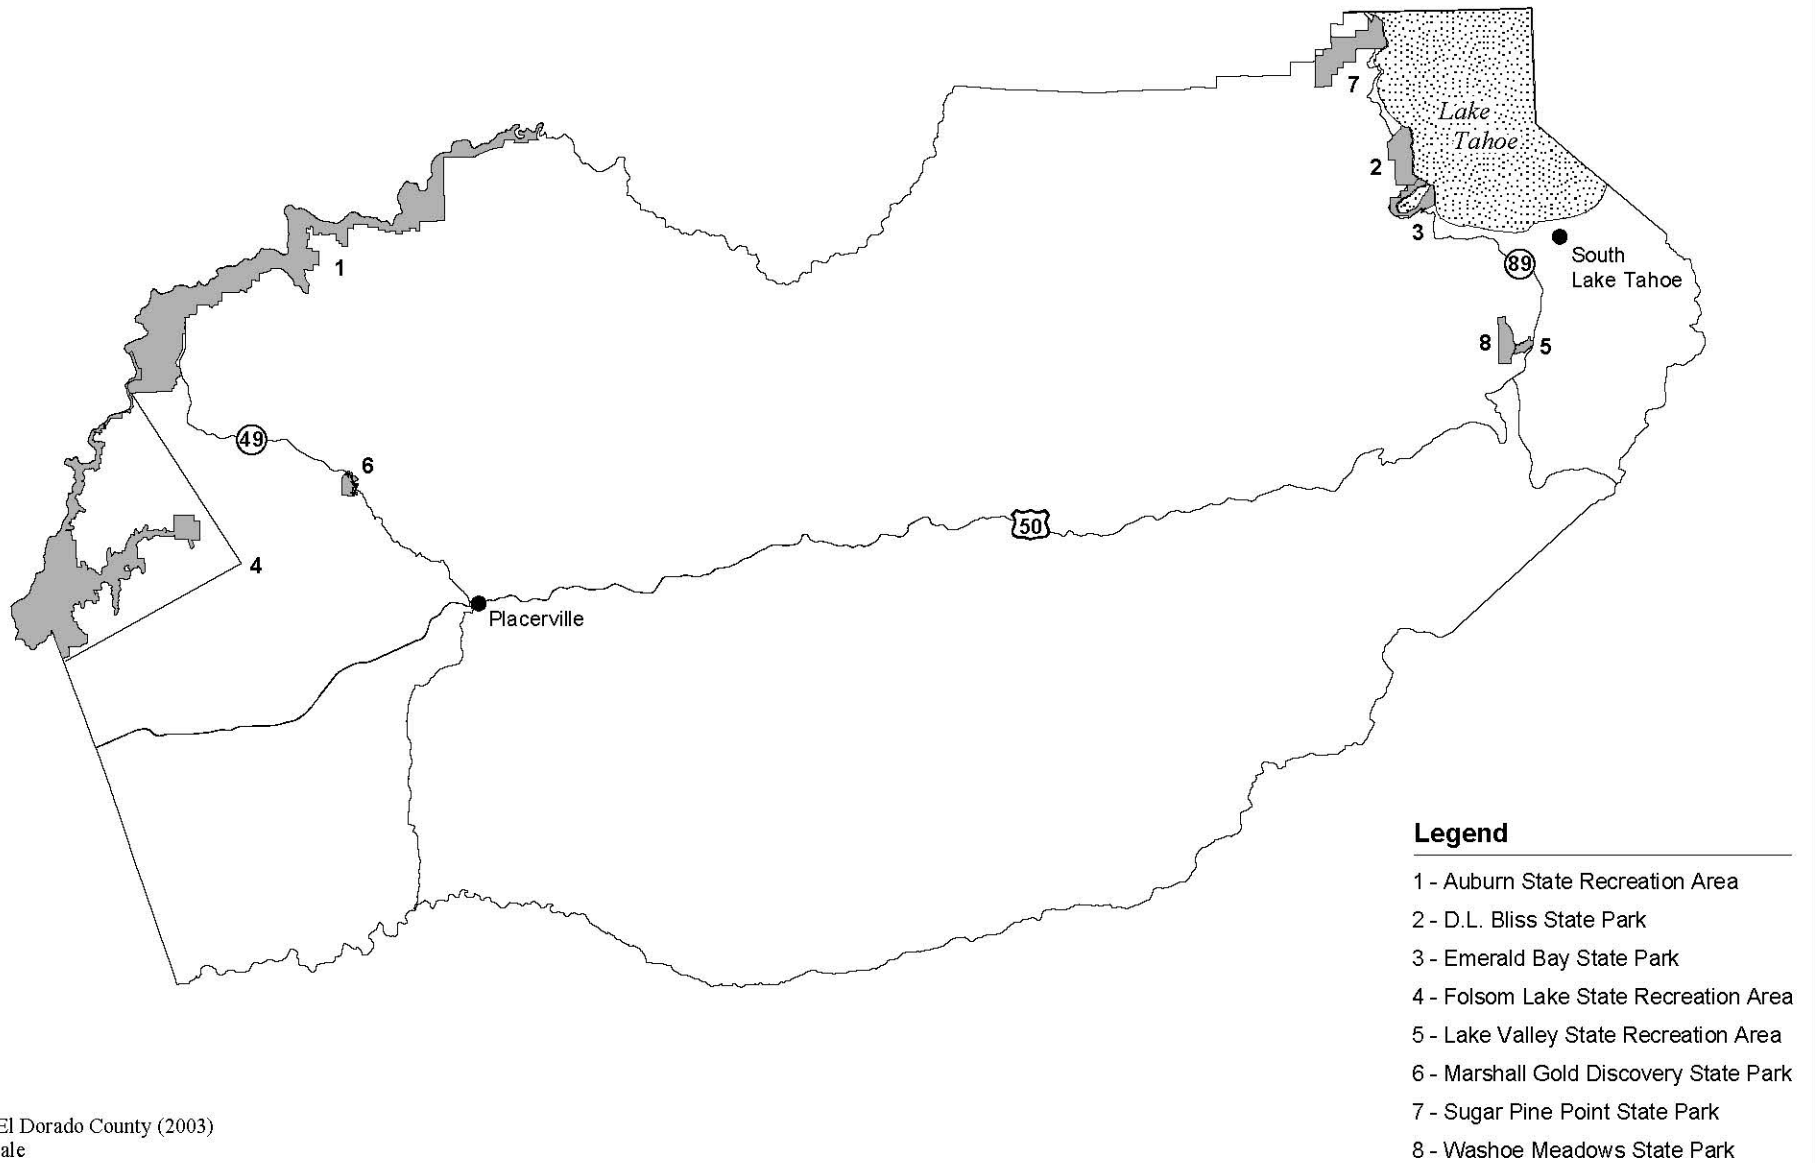 7
Lake
Tahoe
2
3
South
Lake Tahoe
89
1
8
5
49
6
50
4
Placerville
Legend
1 - Auburn State Recreation Area
2 - D.L. Bliss State Park
3 - Emerald Bay State Park
4 - Folsom Lake State Recreation Area
5 - Lake Valley State Recreation Area
6 - Marshall Gold Discovery State Park
7 - Sugar Pine Point State Park
8 - Washoe Meadows State Park
El Dorado County (2003)
ale